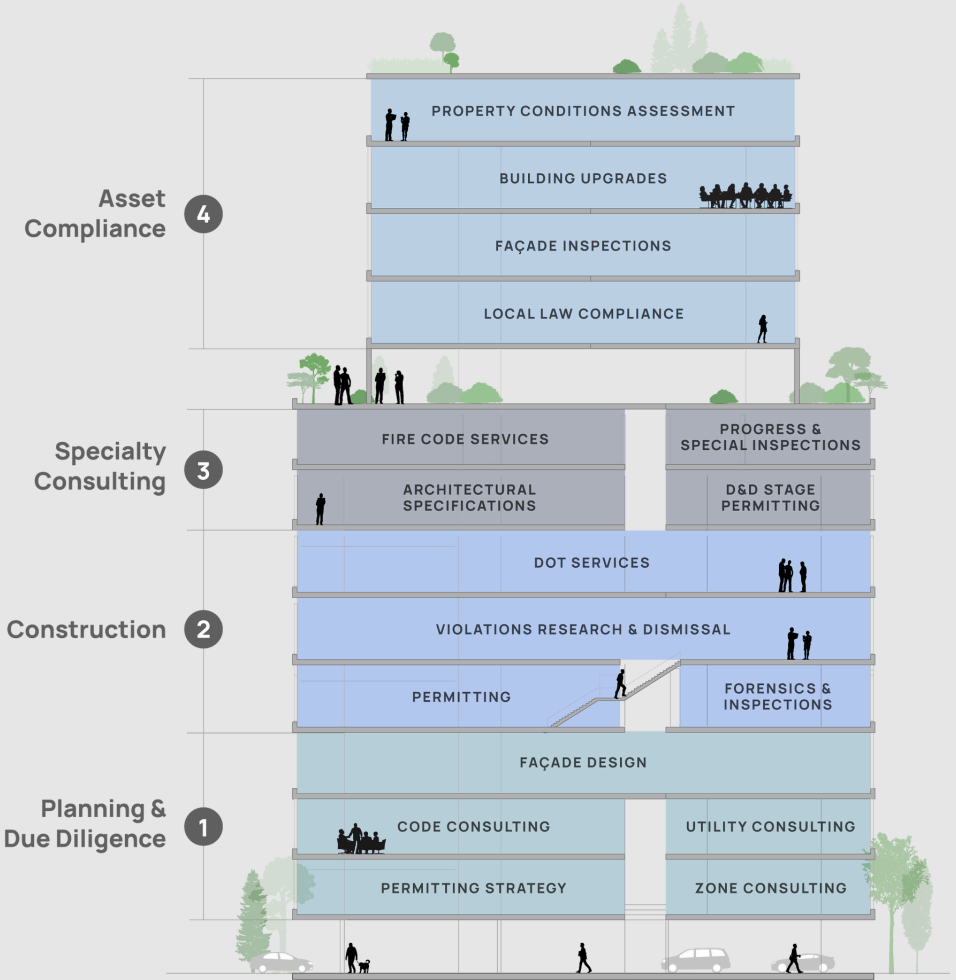 PROPERTY CONDITIONS ASSESSMENT
BUILDING UPGRADES
Asset
Compliance
4
FAÇADE INSPECTIONS
LOCAL LAW COMPLIANCE
Specialty
Consulting
3
FIRE CODE SERVICES
PROGRESS &
SPECIAL INSPECTIONS
ARCHITECTURAL
SPECIFICATIONS
D&D STAGE
PERMITTING
Construction
2
DOT SERVICES
VIOLATIONS RESEARCH & DISMISSAL
PERMITTING
FORENSICS &
INSPECTIONS
Planning &
Due Diligence
1
FAÇADE DESIGN
CODE CONSULTING
UTILITY CONSULTING
PERMITTING STRATEGY
ZONE CONSULTING